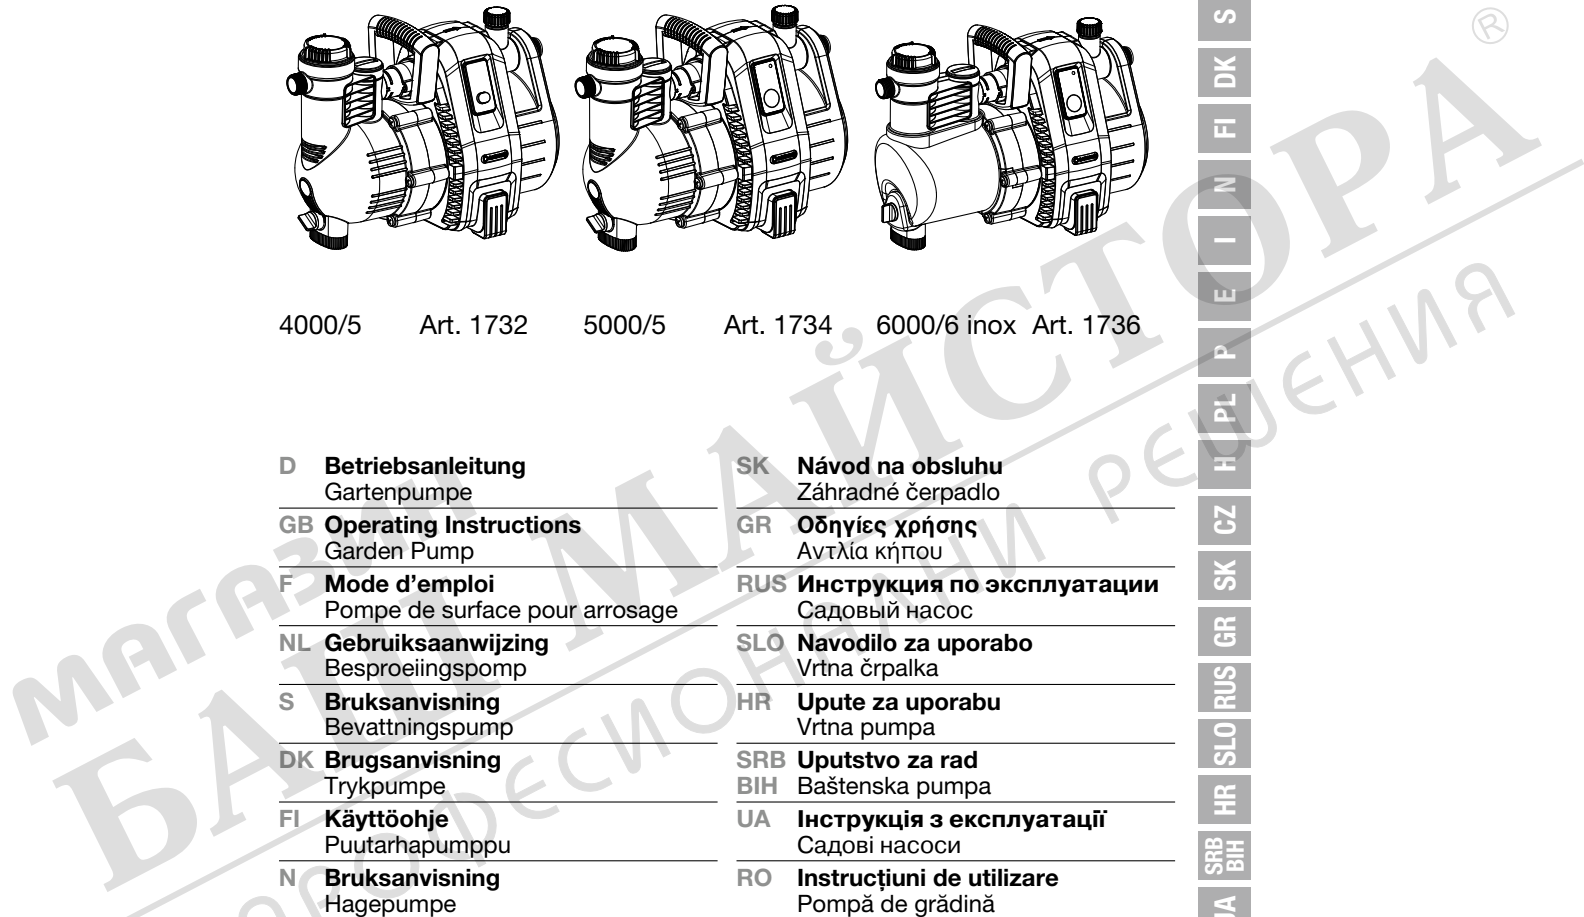 4000/5 Art. 1732 5000/5 Art. 1734 6000/6 inox Art. 1736
D Betriebsanleitung
Gartenpumpe
GB Operating Instructions
Garden Pump
F Mode d’emploi
Pompe de surface pour arrosage
NL Gebruiksaanwijzing
Besproeiingspomp
S Bruksanvisning
Bevattningspump
DK Brugsanvisning
Trykpumpe
FI Käyttöohje
Puutarhapumppu
N Bruksanvisning
Hagepumpe
SK Návod na obsluhu
Záhradné čerpadlo
GR Οδηγίες χρήσης
Αντλία κήπου
RUS Инструкция по эксплуатации
Садовый насос
SLO Navodilo za uporabo
Vrtna črpalka
HR Upute za uporabu
Vrtna pumpa
SRB Uputstvo za rad
BIH Baštenska pumpa
UA Інструкція з експлуатації
Садові насоси
RO Instrucțiuni de utilizare
Pompă de grădină
S
DK
FI
N
I
E
P
PL
H
CZ
SK
GR
RUS
SLO
HR
SRB
BIH
UA
МАГАЗИН
БАШ МАЙСТОРА ®
ПРОФЕСИОНАЛНИ РЕШЕНИЯ